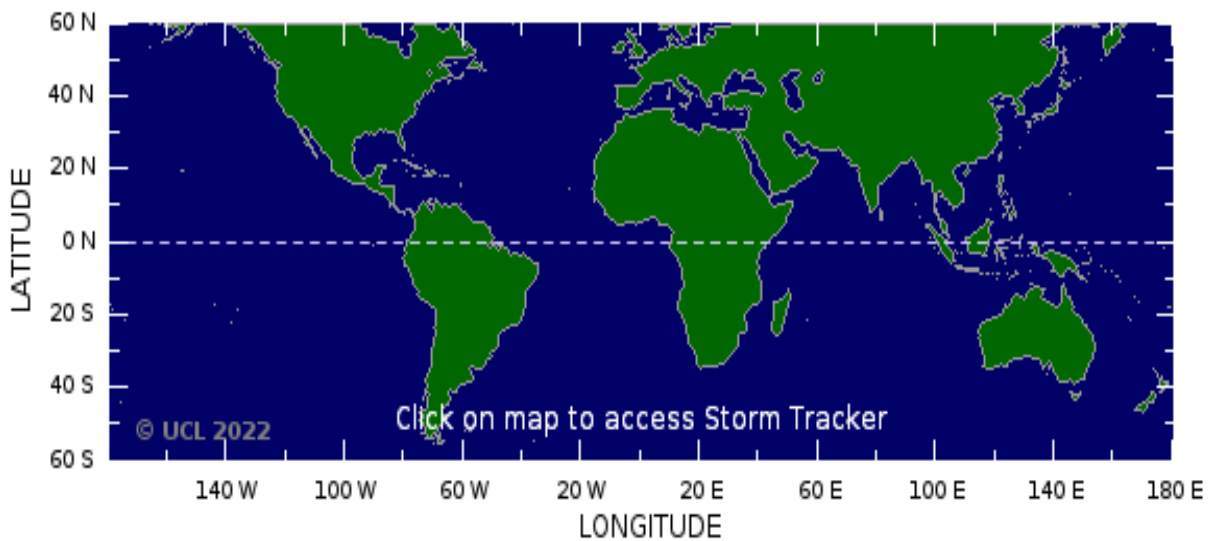 60 N
40 N
20 N
0 N
20 S
40 S
60 S
LATITUDE
Click on map to access Storm Tracker
© UCL 2022
140 W 100 W 60 W 20 W 20 E 60 E 100 E 140 E 180 E
LONGITUDE